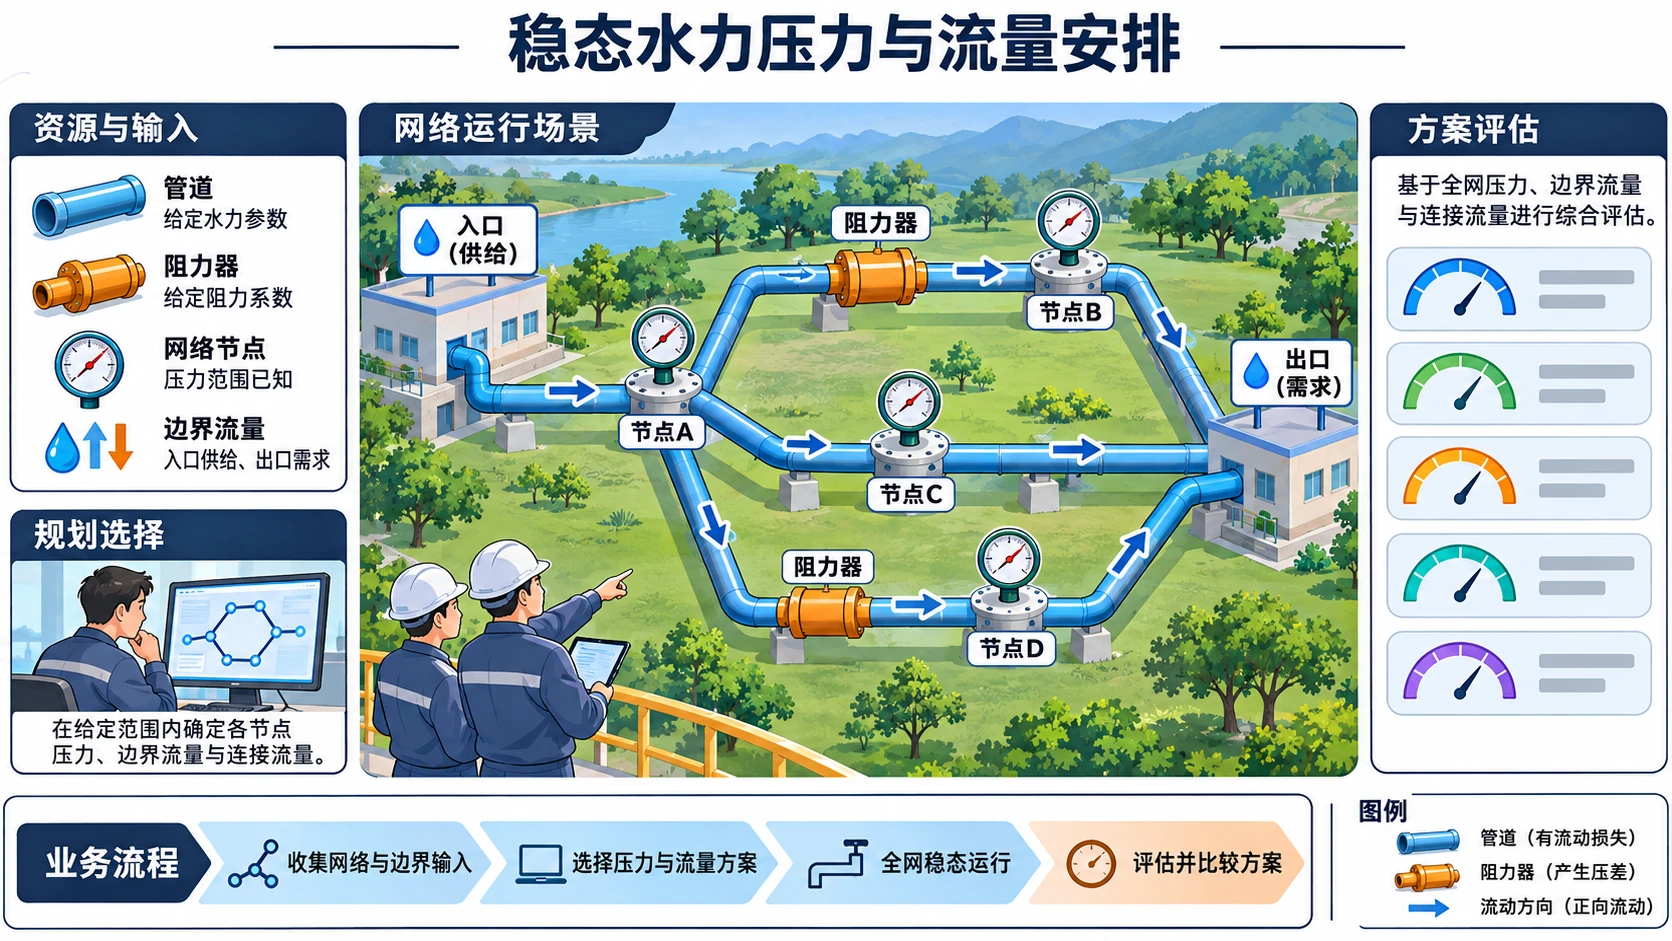 稳态水力压力与流量安排
资源与输入
管道
给定水力参数
阻力器
给定阻力系数
网络节点
压力范围已知
边界流量
入口供给、出口需求
规划选择
在给定范围内确定各节点
压力、边界流量与连接流量。
网络运行场景
入口
(供给)
阻力器
节点B
节点A
节点C
出口
(需求)
阻力器
节点D
方案评估
基于全网压力、边界流量
与连接流量进行综合评估。
业务流程
收集网络与边界输入
选择压力与流量方案
全网稳态运行
评估并比较方案
图例
管道（有流动损失）
阻力器（产生压差）
流动方向（正向流动）